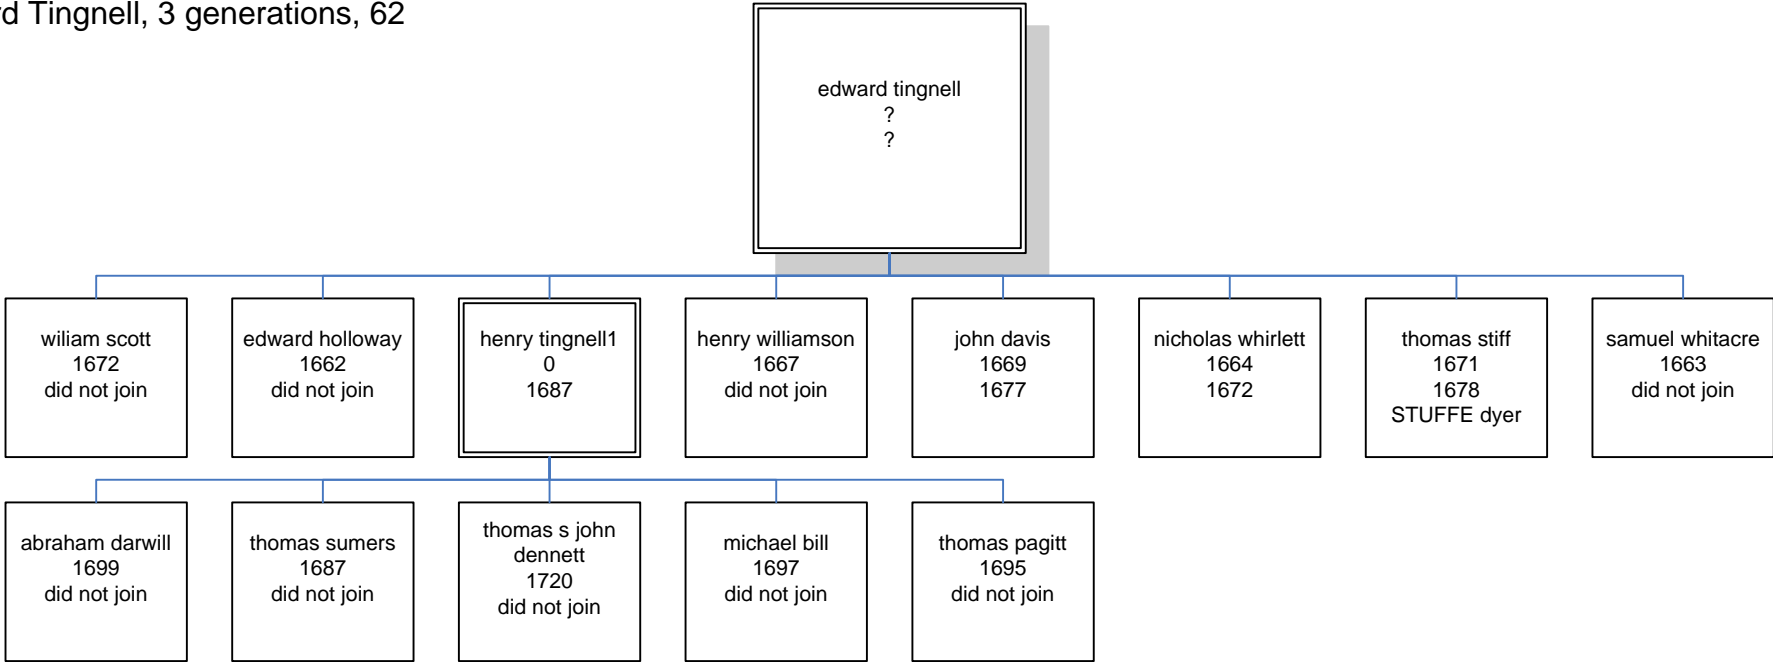 d Tingnell, 3 generations, 62
edward tingnell
?
?
wiliam scott
1672
did not join
edward holloway
1662
did not join
henry tingnell1
0
1687
henry williamson
1667
did not join
john davis
1669
1677
nicholas whirlett
1664
1672
thomas stiff
1671
1678
STUFFE dyer
samuel whitacre
1663
did not join
abraham darwill
1699
did not join
thomas sumers
1687
did not join
thomas s john
dennett
1720
did not join
michael bill
1697
did not join
thomas pagitt
1695
did not join